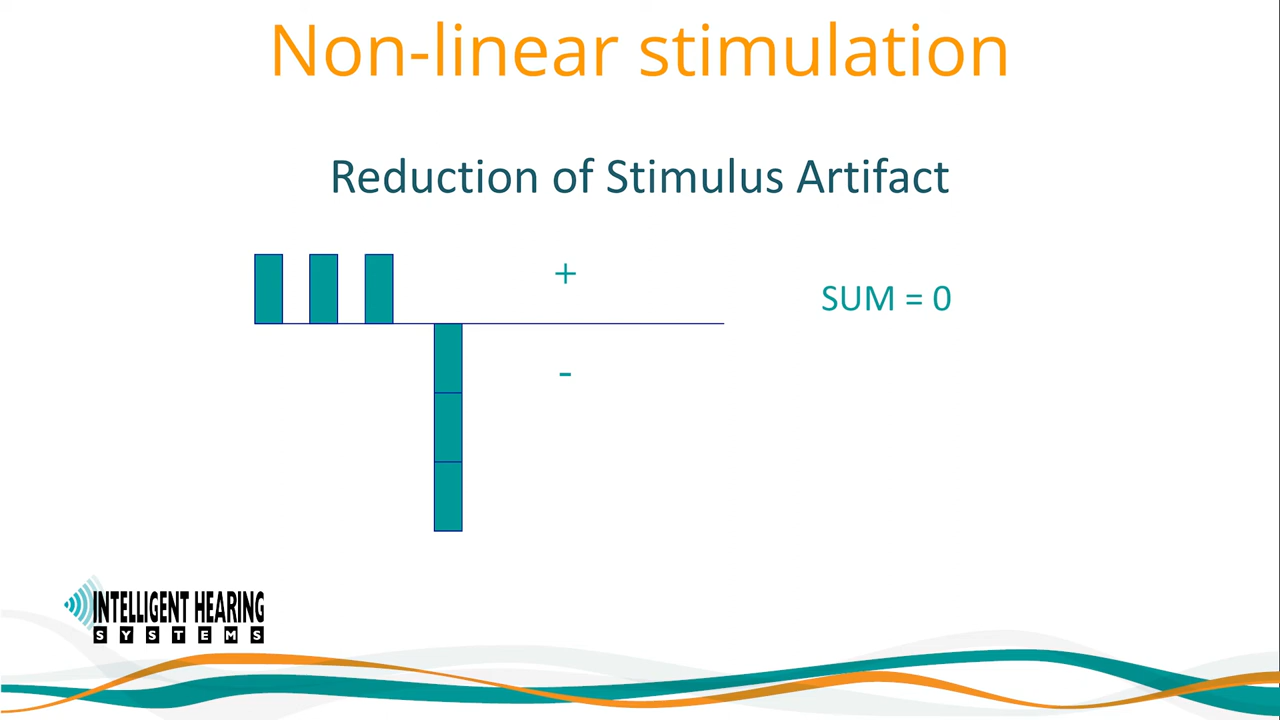 Non-linear stimulation
Reduction of Stimulus Artifact
+
SUM = 0
-
INTELLIGENT HEARING
SYSTEMS